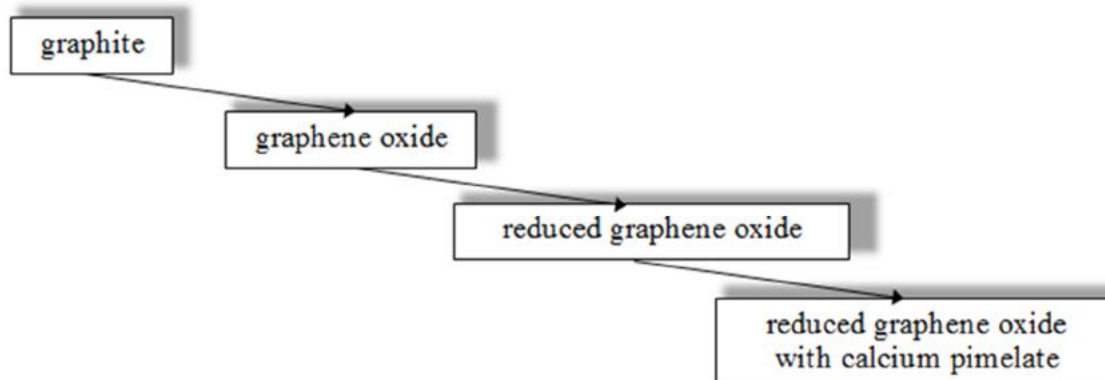 graphite
graphene oxide
reduced graphene oxide
reduced graphene oxide
with calcium pimelate